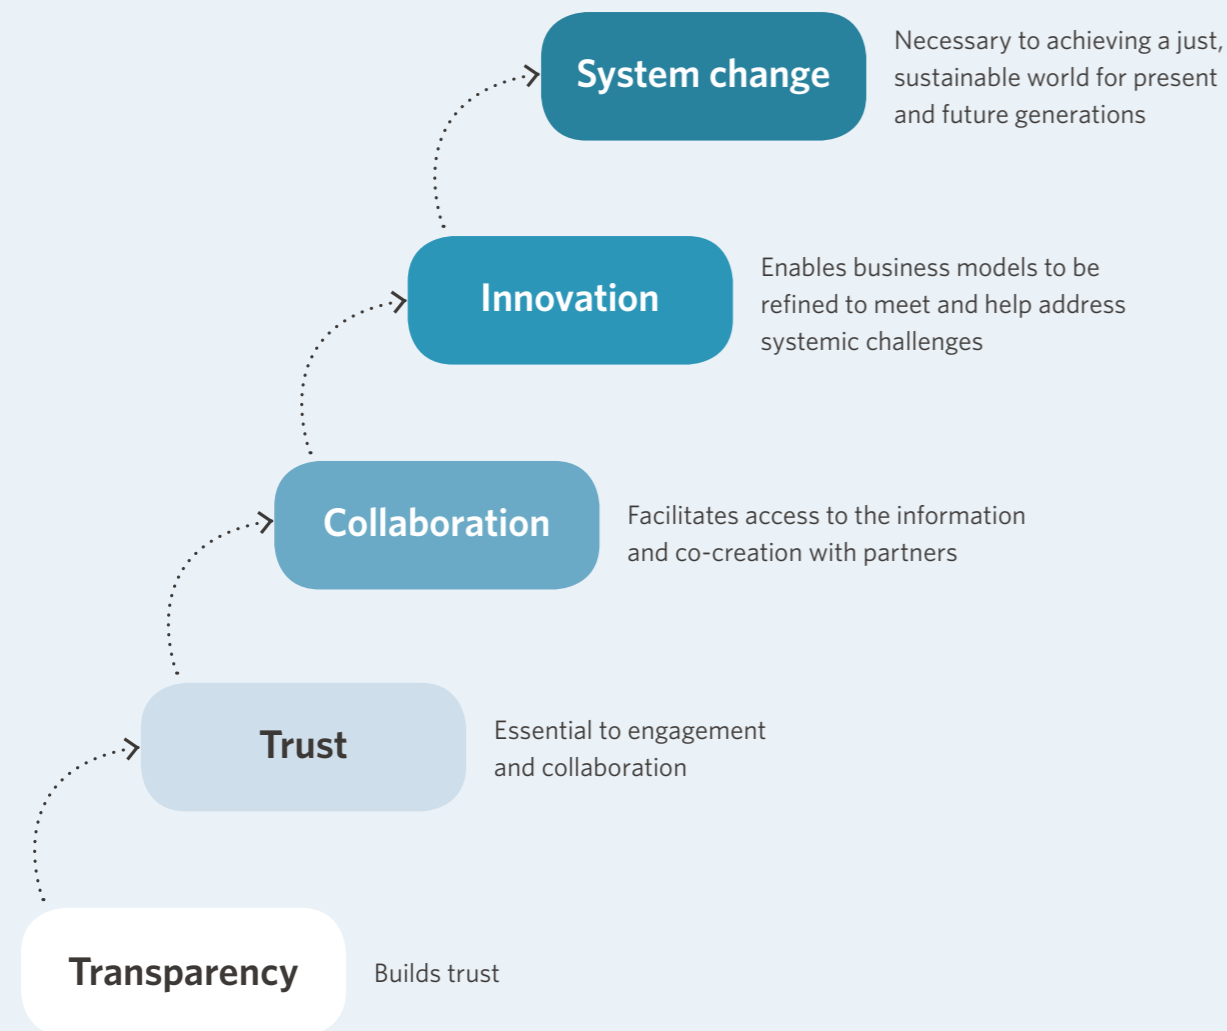 System change
Necessary to achieving a just,
sustainable world for present
and future generations
Innovation
Enables business models to be
refined to meet and help address
systemic challenges
Collaboration
Facilitates access to the information
and co-creation with partners
Trust
Essential to engagement
and collaboration
Transparency
Builds trust